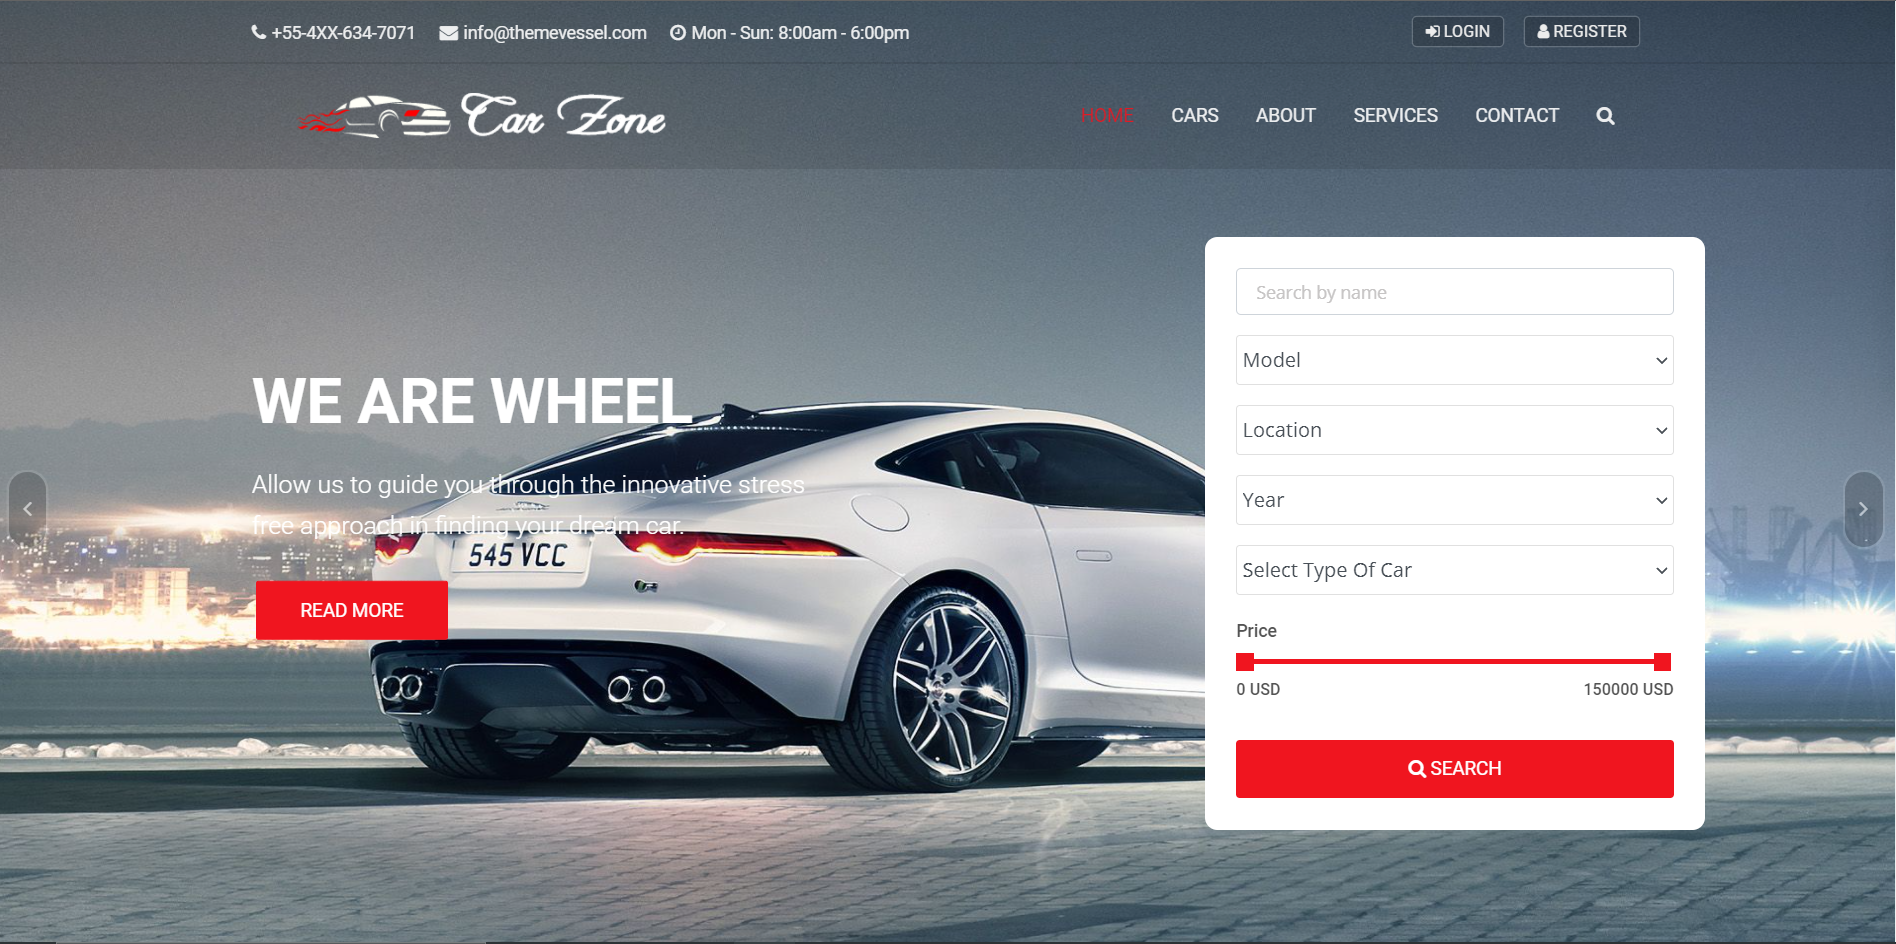 +55-4XX-634-7071 info@themevessel.com Mon - Sun: 8:00am - 6:00pm LOGIN REGISTER
Car Zone HOME CARS ABOUT SERVICES CONTACT
Search by name
Model
Location
Year
Select Type Of Car
Price
0 USD 150000 USD
SEARCH
WE ARE WHEEL
Allow us to guide you through the innovative stress
free approach in finding your dream car.
545 VCC
READ MORE